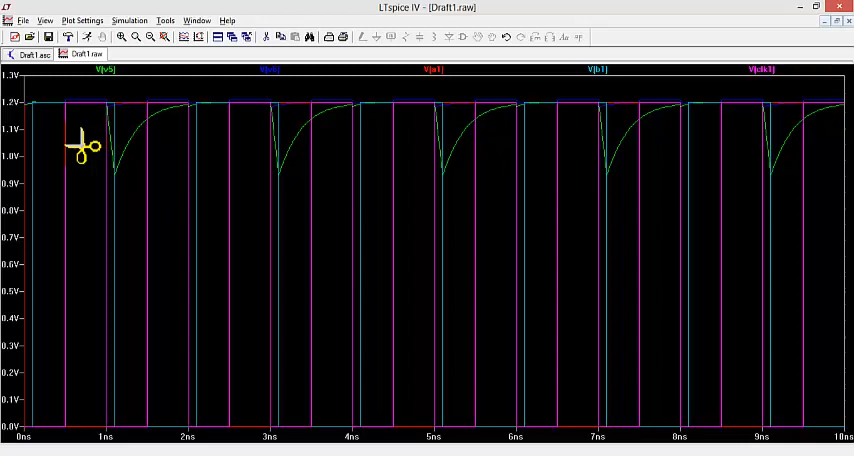 LTspice IV - [Draft1.raw]
File View Plot Settings Simulation Tools Window Help
Draft1.asc Draft1.raw
V[v5] V[a1] V[b1] V[clk1]
1.3V
1.2V
1.1V
1.0V
0.9V
0.8V
0.7V
0.6V
0.5V
0.4V
0.3V
0.2V
0.1V
0.0V
0ns 1ns 2ns 3ns 4ns 5ns 6ns 7ns 8ns 9ns 10ns